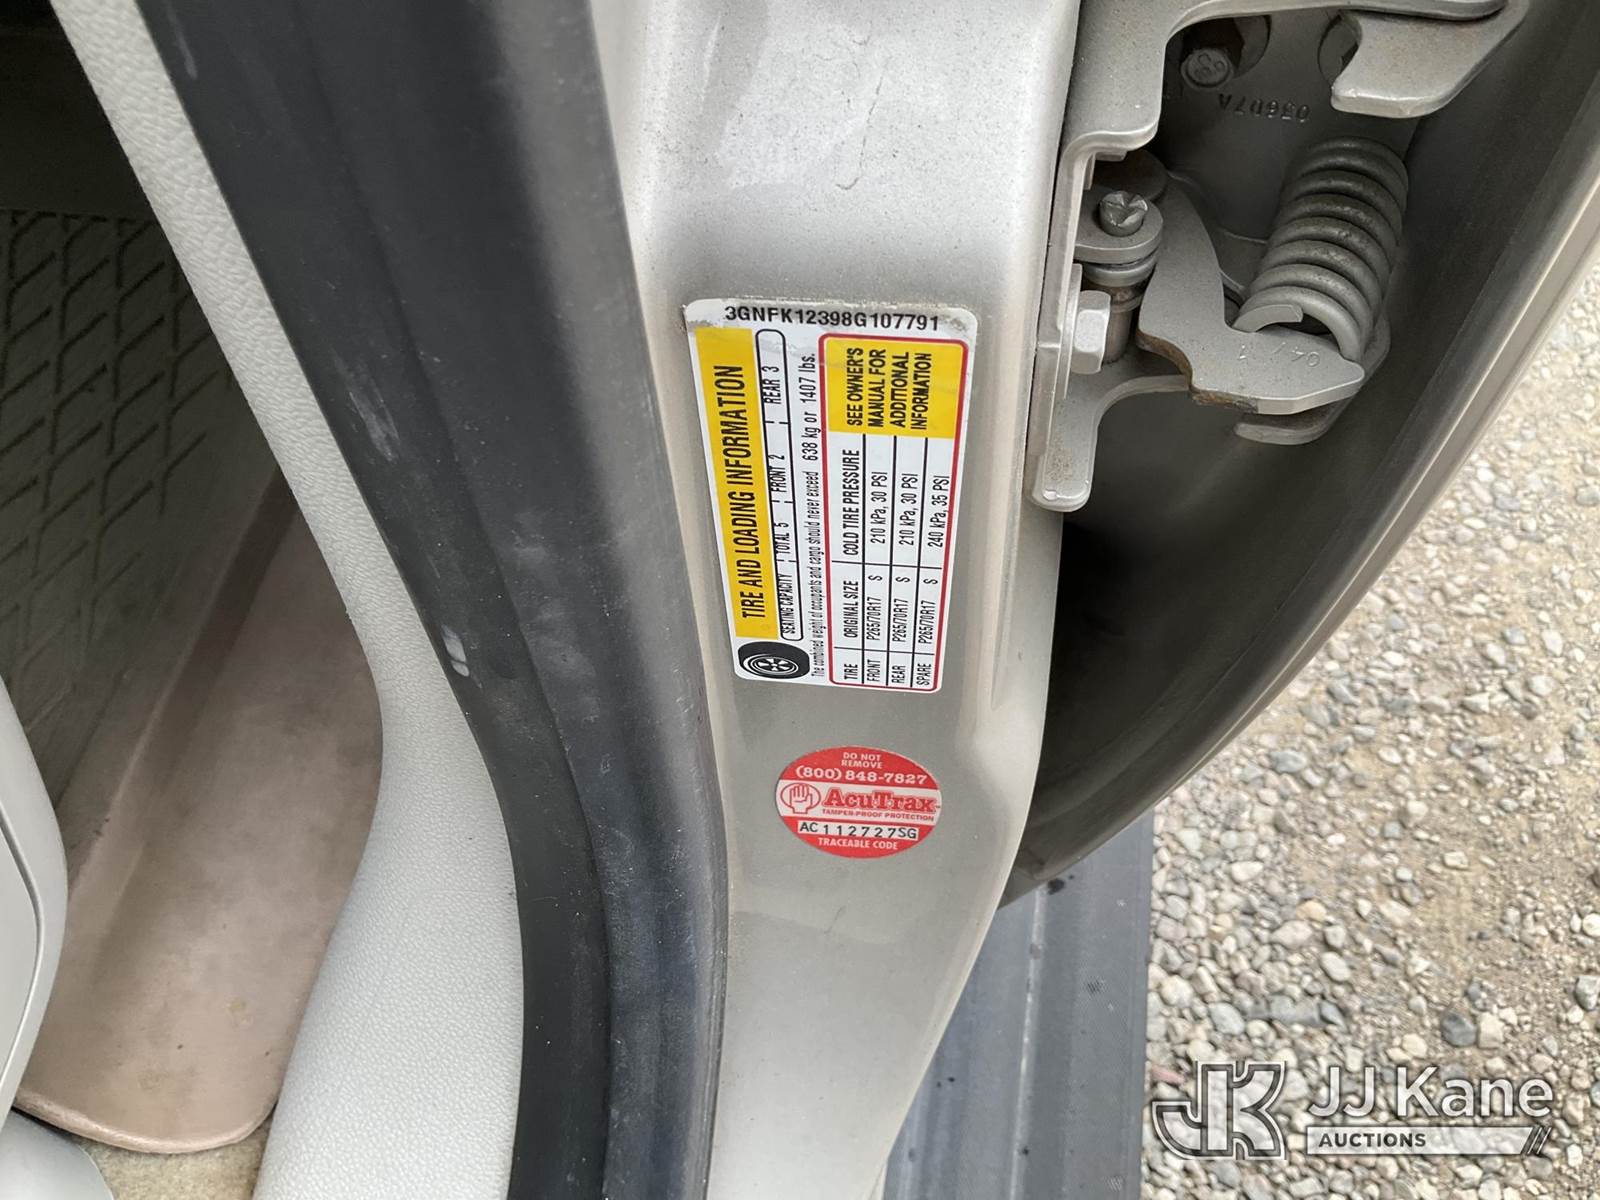 3GNFK12398G107791
TIRE AND LOADING INFORMATION
SEATING CAPACITY TOTAL 5 FRONT 2 REAR 3
The combined weight of occupants and cargo should never exceed 638 kg or 1407 lbs.
TIRE ORIGINAL SIZE COLD TIRE PRESSURE
FRONT P265/70R17 S 210 kPa, 30 PSI
REAR P265/70R17 S 210 kPa, 30 PSI
SPARE P265/70R17 S 240 kPa, 35 PSI
SEE OWNER'S
MANUAL FOR
ADDITIONAL
INFORMATION
DO NOT
REMOVE
(800) 848-7827
AcuTrax
TAMPER-PROOF PROTECTION
AC112727SG
TRACEABLE CODE
JK JJ Kane
AUCTIONS